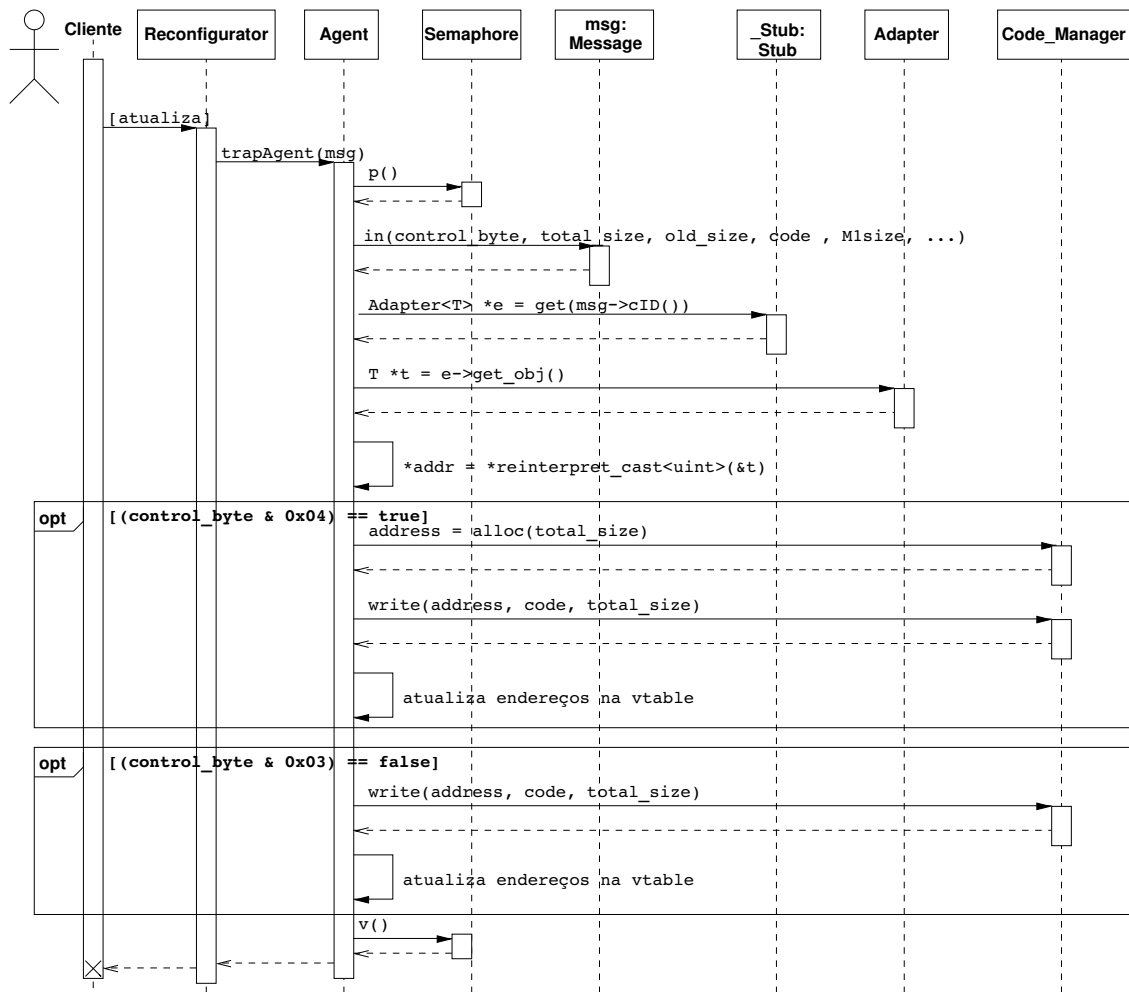 Cliente
Reconfigurator
Agent
Semaphore
msg:
Message
_Stub:
Stub
Adapter
Code_Manager
[atualiza]
trapAgent(msg)
p()
in(control_byte, total_size, old_size, code , M1size, ...)
Adapter<T> *e = get(msg->cID())
T *t = e->get_obj()
*addr = *reinterpret_cast<uint>(&t)
opt
[(control_byte & 0x04) == true]
address = alloc(total_size)
write(address, code, total_size)
atualiza endereços na vtable
opt
[(control_byte & 0x03) == false]
write(address, code, total_size)
atualiza endereços na vtable
v()